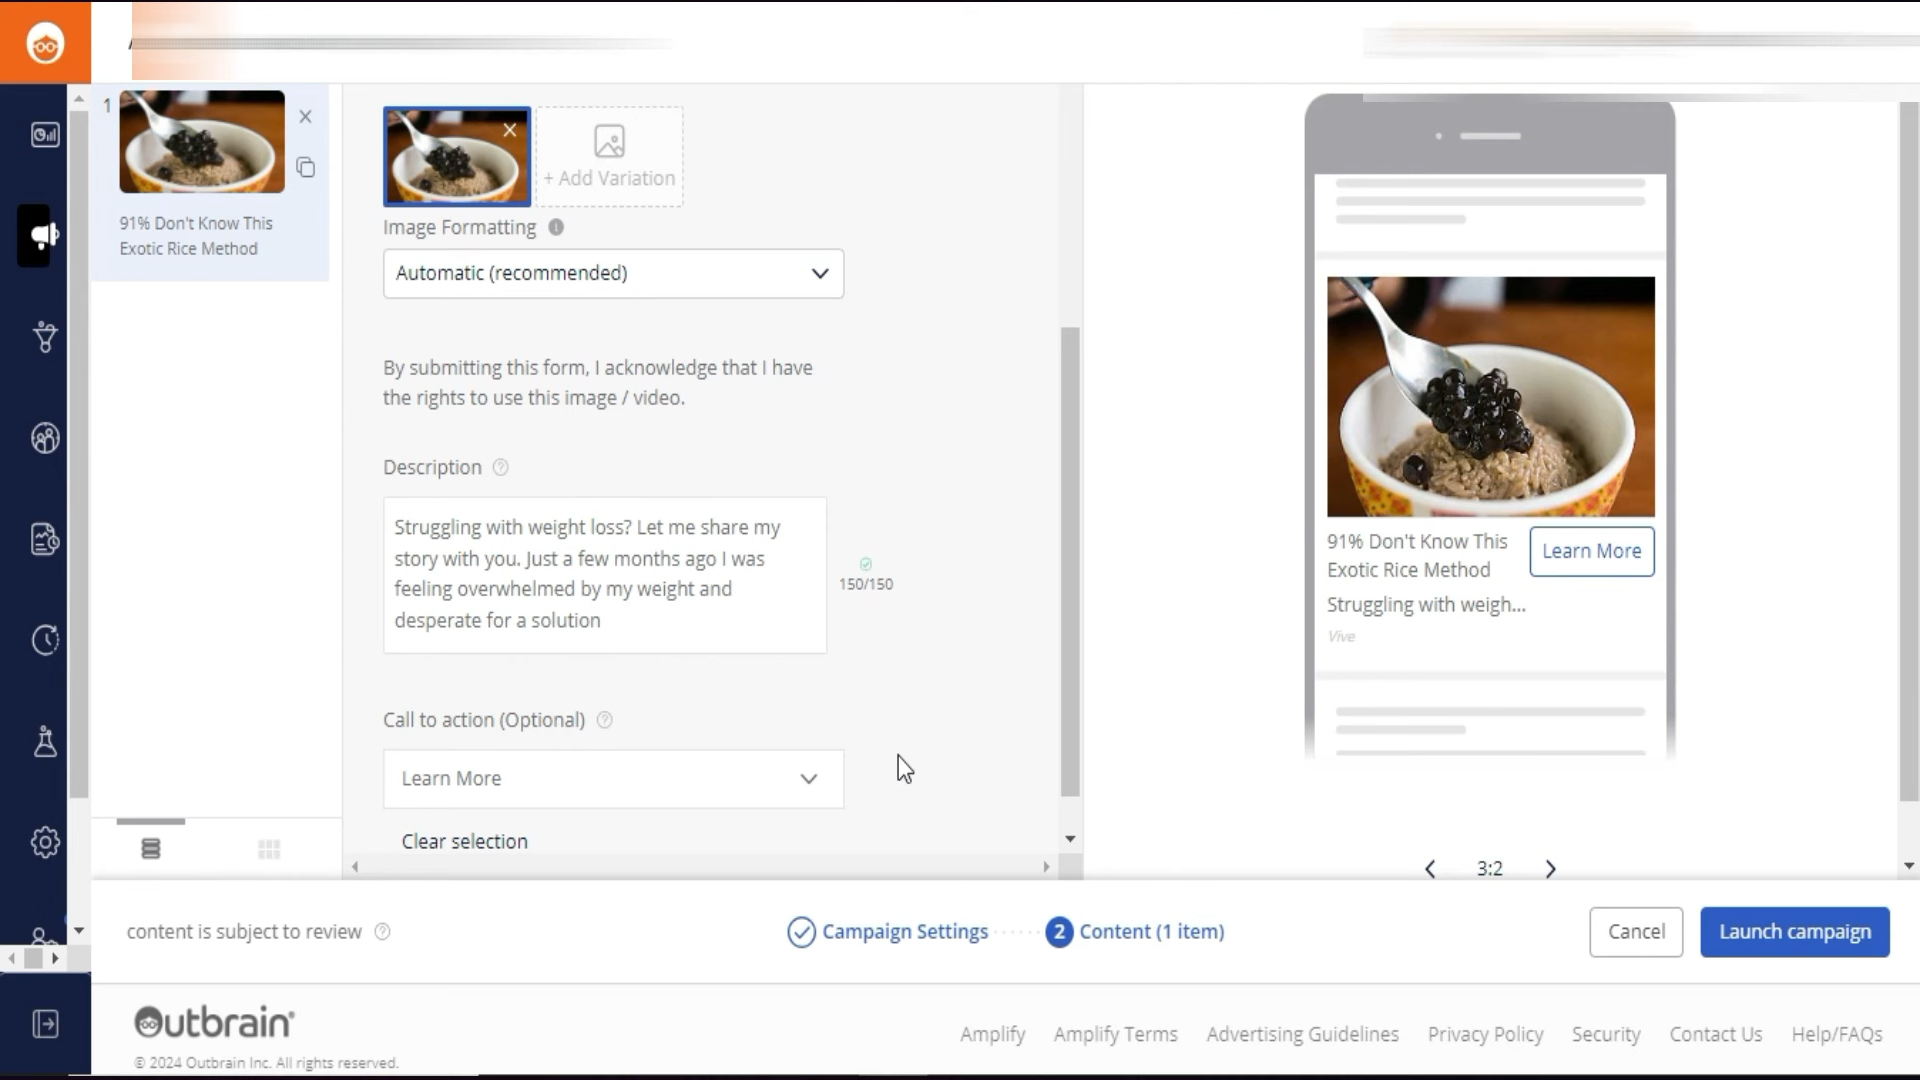 1
91% Don't Know This
Exotic Rice Method
+ Add Variation
Image Formatting
Automatic (recommended)
By submitting this form, I acknowledge that I have
the rights to use this image / video.
Description
Struggling with weight loss? Let me share my
story with you. Just a few months ago I was
feeling overwhelmed by my weight and
desperate for a solution
150/150
Call to action (Optional)
Learn More
Clear selection
91% Don't Know This
Exotic Rice Method
Learn More
Struggling with weigh...
Vive
3:2
content is subject to review
Campaign Settings
2 Content (1 item)
Cancel
Launch campaign
Outbrain
© 2024 Outbrain Inc. All rights reserved.
Amplify
Amplify Terms
Advertising Guidelines
Privacy Policy
Security
Contact Us
Help/FAQs